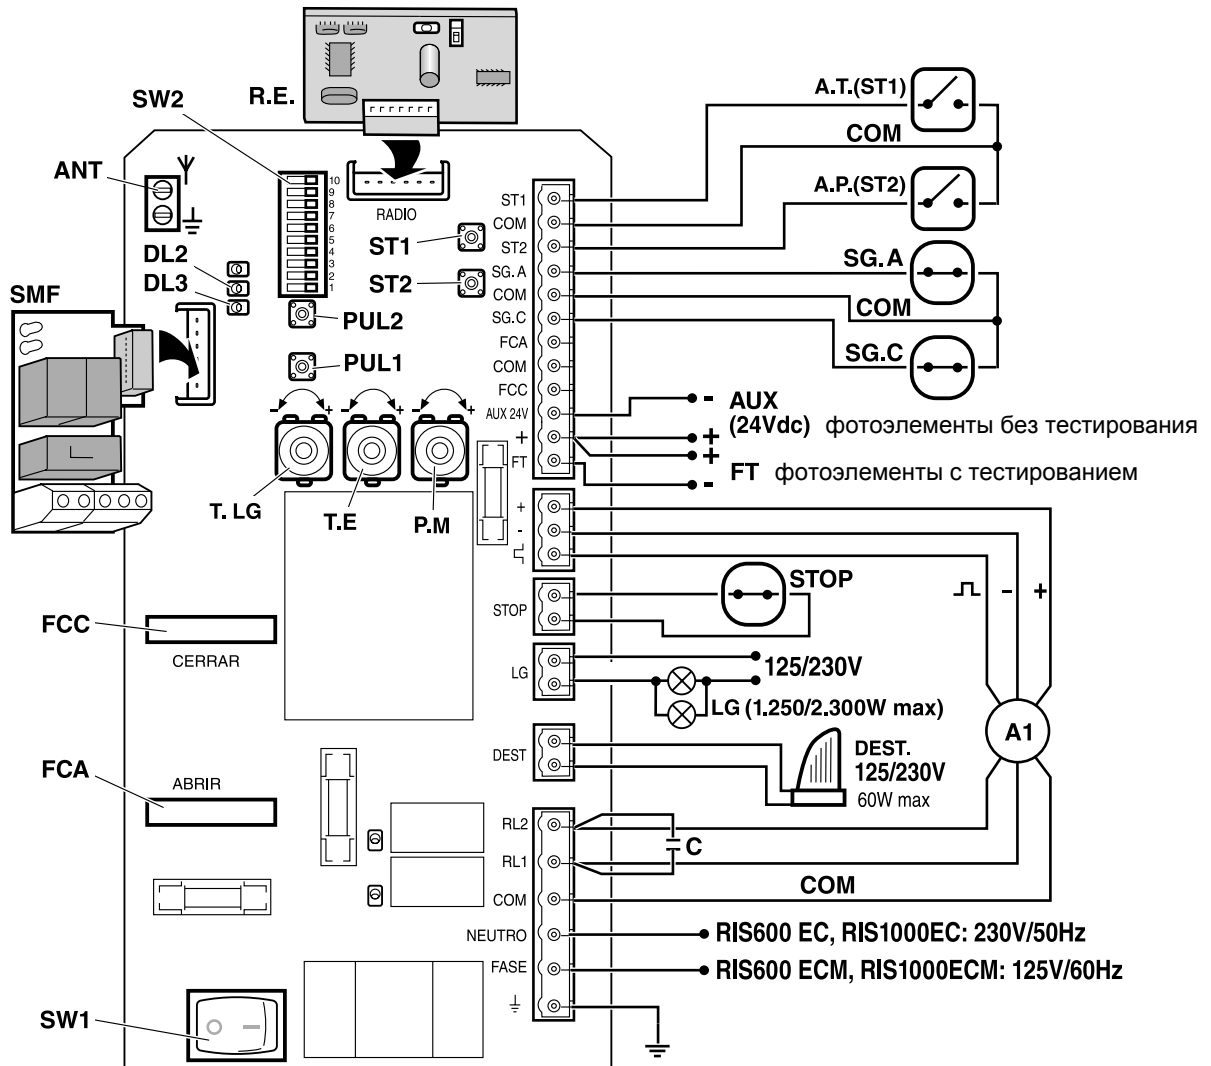 R.E.
SW2
A.T.(ST1)
COM
ANT
10
9
8
7
6
5
4
3
2
1
RADIO
A.P.(ST2)
ST1
COM
ST2
SG.A
COM
SG.C
FCA
COM
FCC
AUX 24V
+
FT
ST1
ST2
DL2
DL3
SMF
PUL2
PUL1
SG.A
COM
SG.C
- +
- +
- +
T. LG
T.E
P.M
- AUX
+ (24Vdc) фотоэлементы без тестирования
+
- FT фотоэлементы с тестированием
+
-
- +
STOP
STOP
FCC
CERRAR
LG
125/230V
LG (1.250/2.300W max)
A1
DEST
DEST.
125/230V
60W max
FCA
ABRIR
RL2
RL1
C
COM
COM
NEUTRO
RIS600 EC, RIS1000EC: 230V/50Hz
FASE
RIS600 ECM, RIS1000ECM: 125V/60Hz
SW1